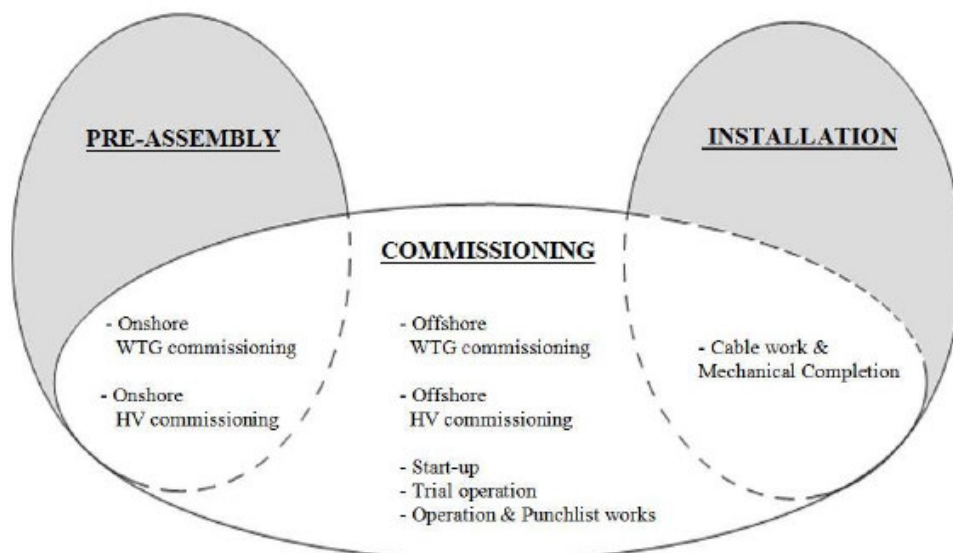 PRE-ASSEMBLY
INSTALLATION
COMMISSIONING
- Onshore
WTG commissioning
- Onshore
HV commissioning
- Offshore
WTG commissioning
- Offshore
HV commissioning
- Start-up
- Trial operation
- Operation & Punchlist works
- Cable work &
Mechanical Completion